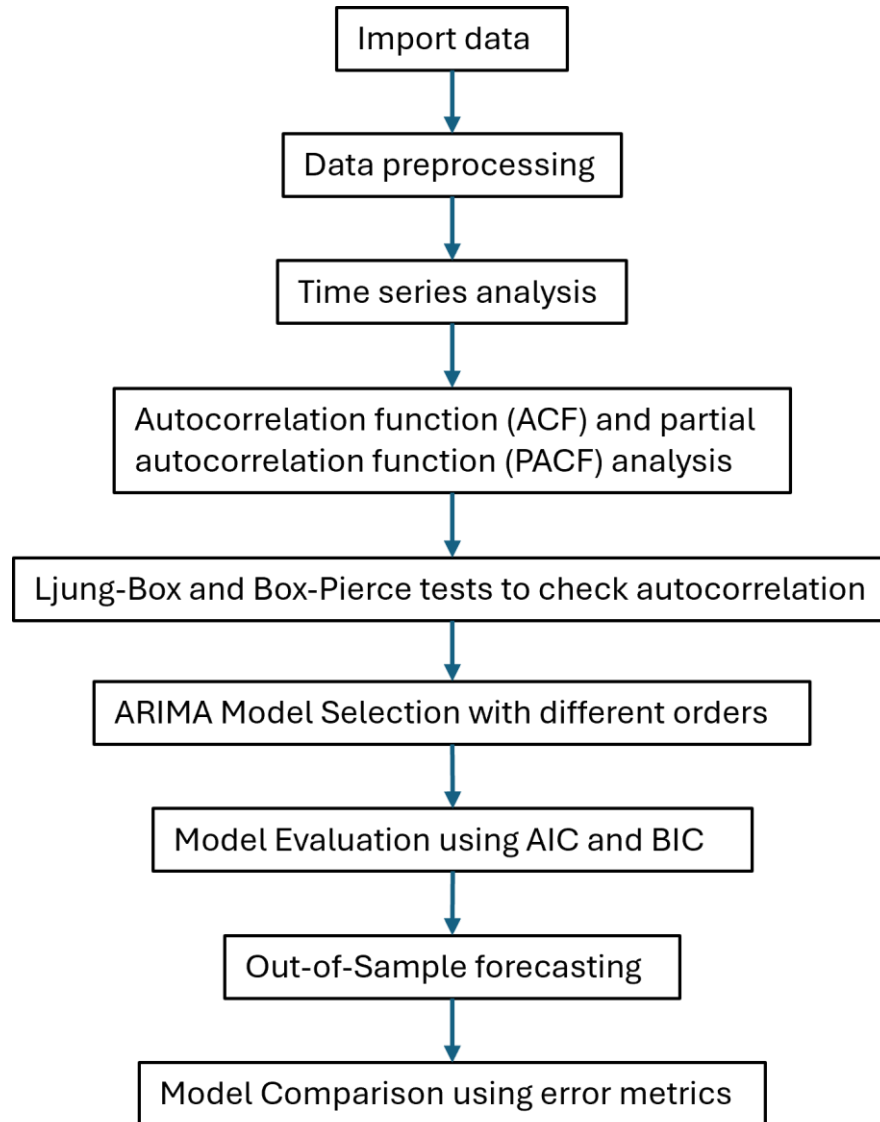 Import data
Data preprocessing
Time series analysis
Autocorrelation function (ACF) and partial
autocorrelation function (PACF) analysis
Ljung-Box and Box-Pierce tests to check autocorrelation
ARIMA Model Selection with different orders
Model Evaluation using AIC and BIC
Out-of-Sample forecasting
Model Comparison using error metrics